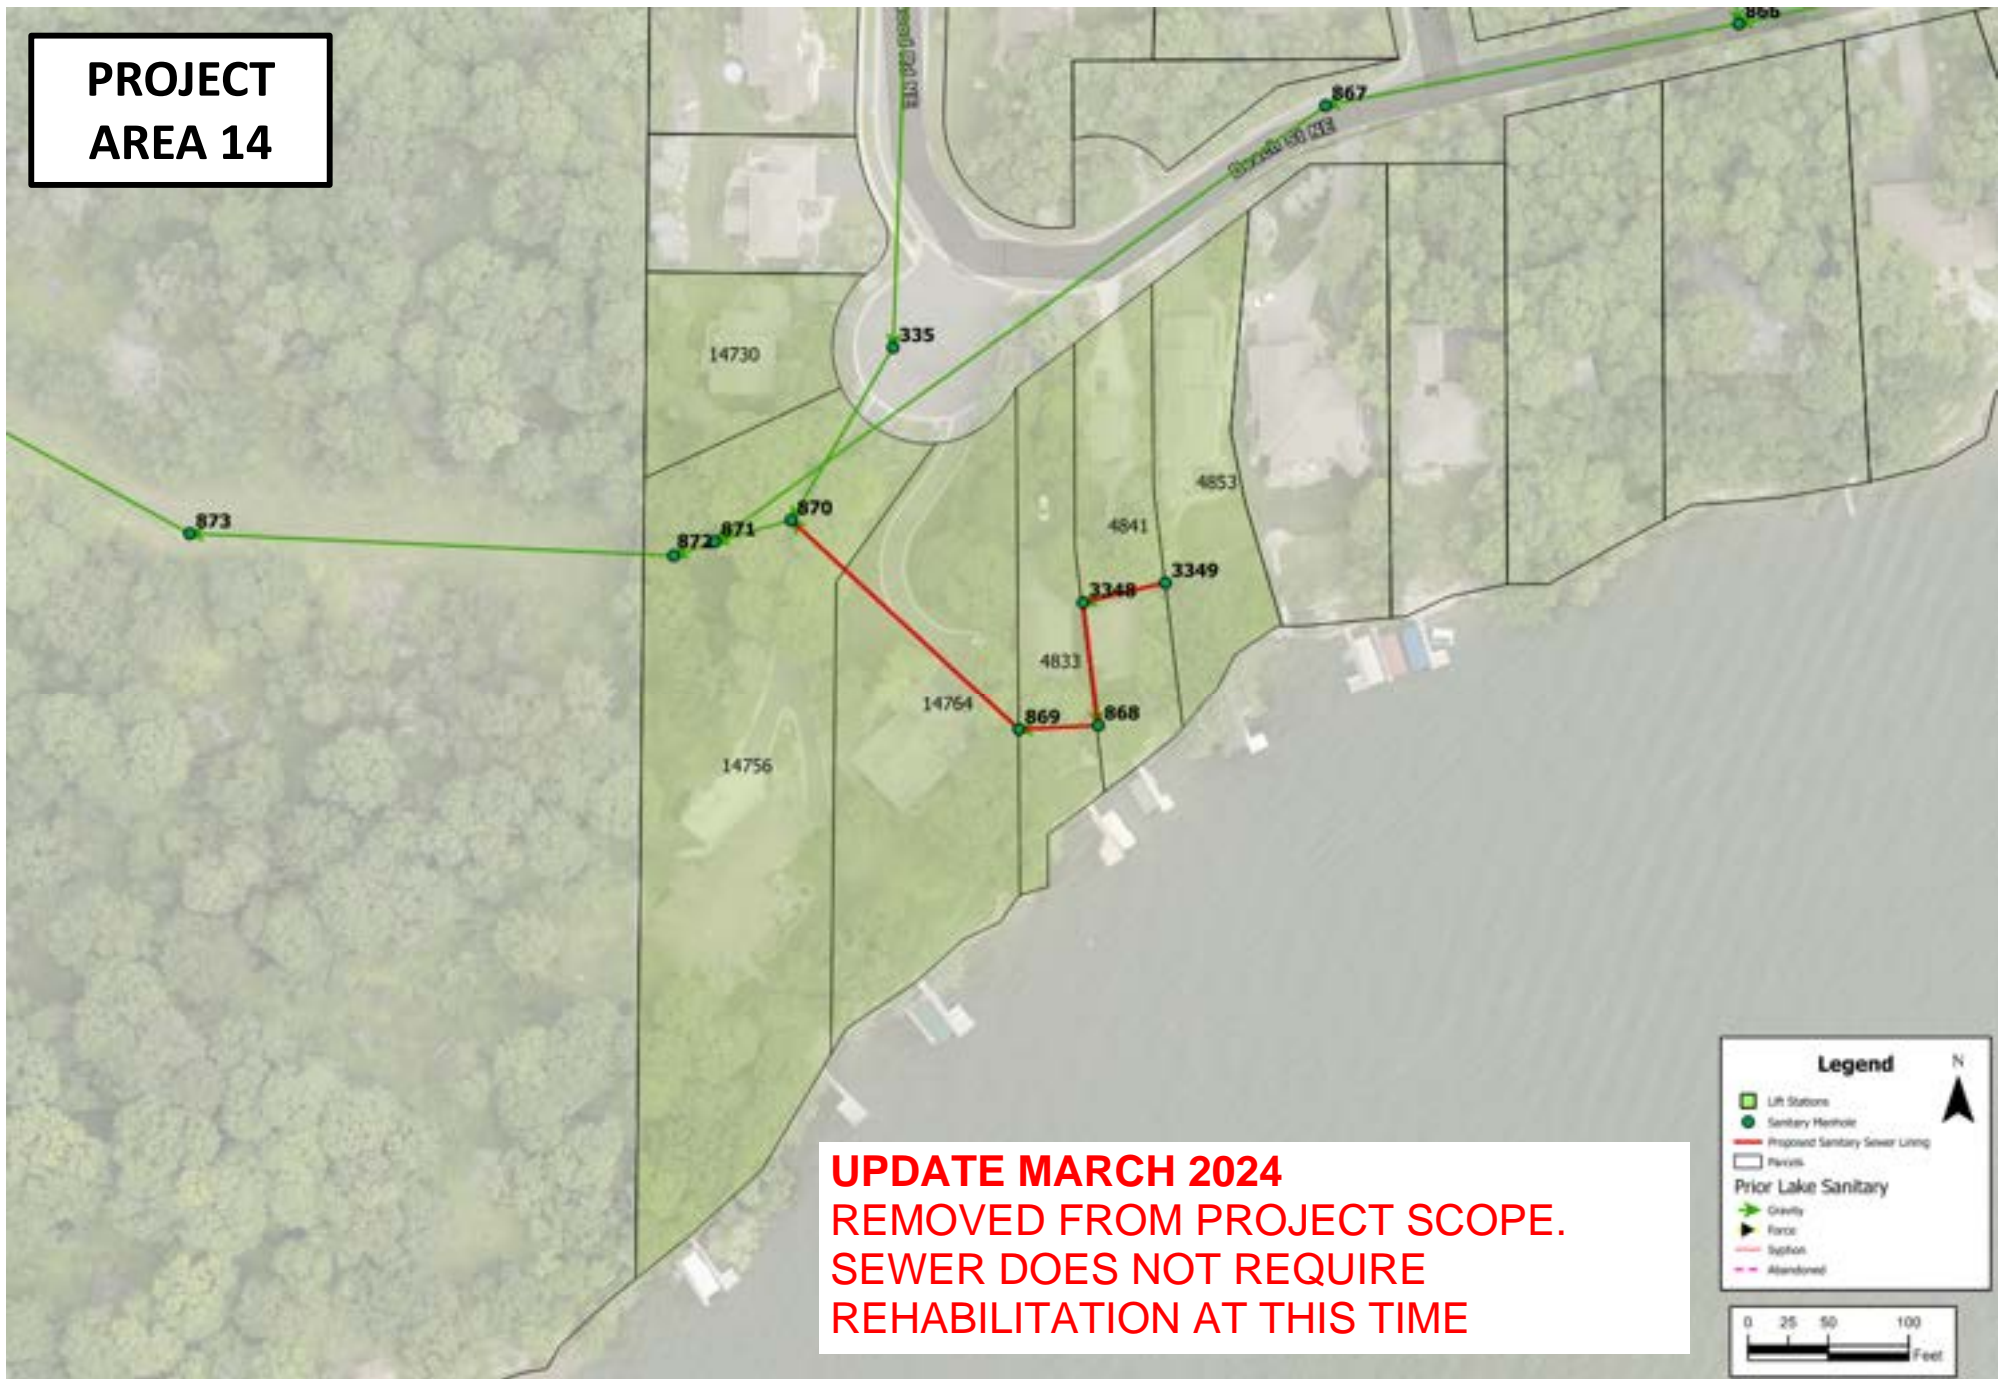 PROJECT
AREA 14
866
867
335
14730
4853
873
870
871
872
4841
3349
3348
4833
14764
869
868
14756
UPDATE MARCH 2024
REMOVED FROM PROJECT SCOPE.
SEWER DOES NOT REQUIRE
REHABILITATION AT THIS TIME
Legend
N
Lift Stations
Sanitary Manhole
Proposed Sanitary Sewer Lining
Parcels
Prior Lake Sanitary
Gravity
Force
Syphon
Abandoned
0 25 50 100
Feet